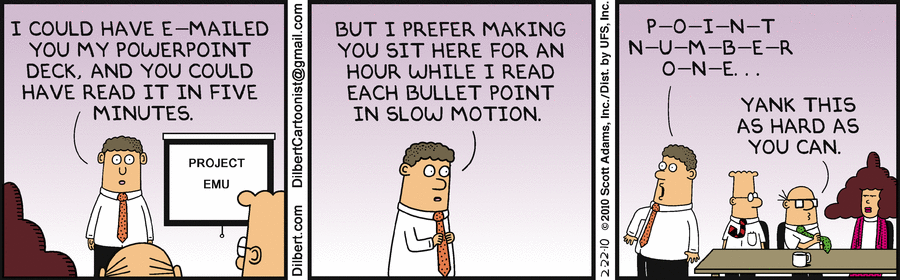 I COULD HAVE E-MAILED
YOU MY POWERPOINT
DECK, AND YOU COULD
HAVE READ IT IN FIVE
MINUTES.
PROJECT
EMU
Dilbert.com DilbertCartoonist@gmail.com
BUT I PREFER MAKING
YOU SIT HERE FOR AN
HOUR WHILE I READ
EACH BULLET POINT
IN SLOW MOTION.
2-22-10 ©2010 Scott Adams, Inc./Dist. by UFS, Inc.
P-O-I-N-T
N-U-M-B-E-R
O-N-E...
YANK THIS
AS HARD AS
YOU CAN.